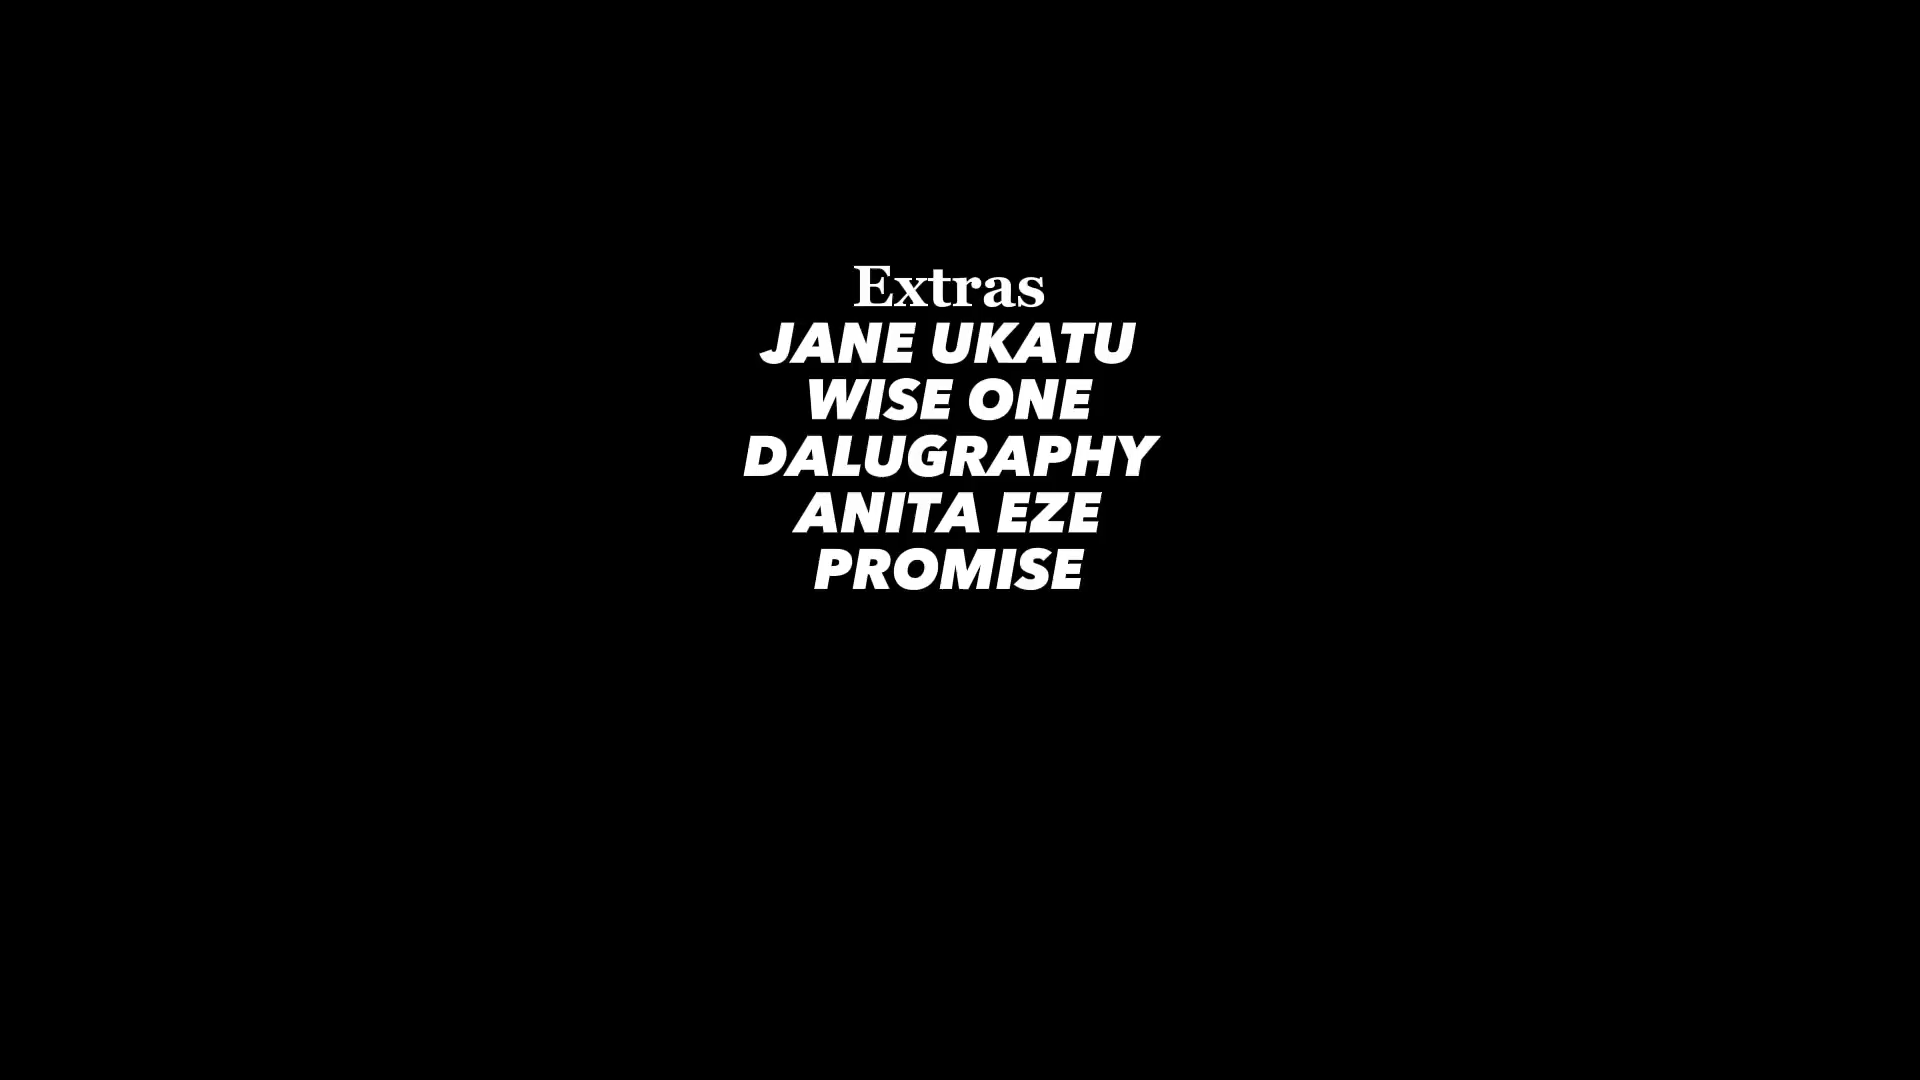 Extras
JANE UKATU
WISE ONE
DALUGRAPHY
ANITA EZE
PROMISE